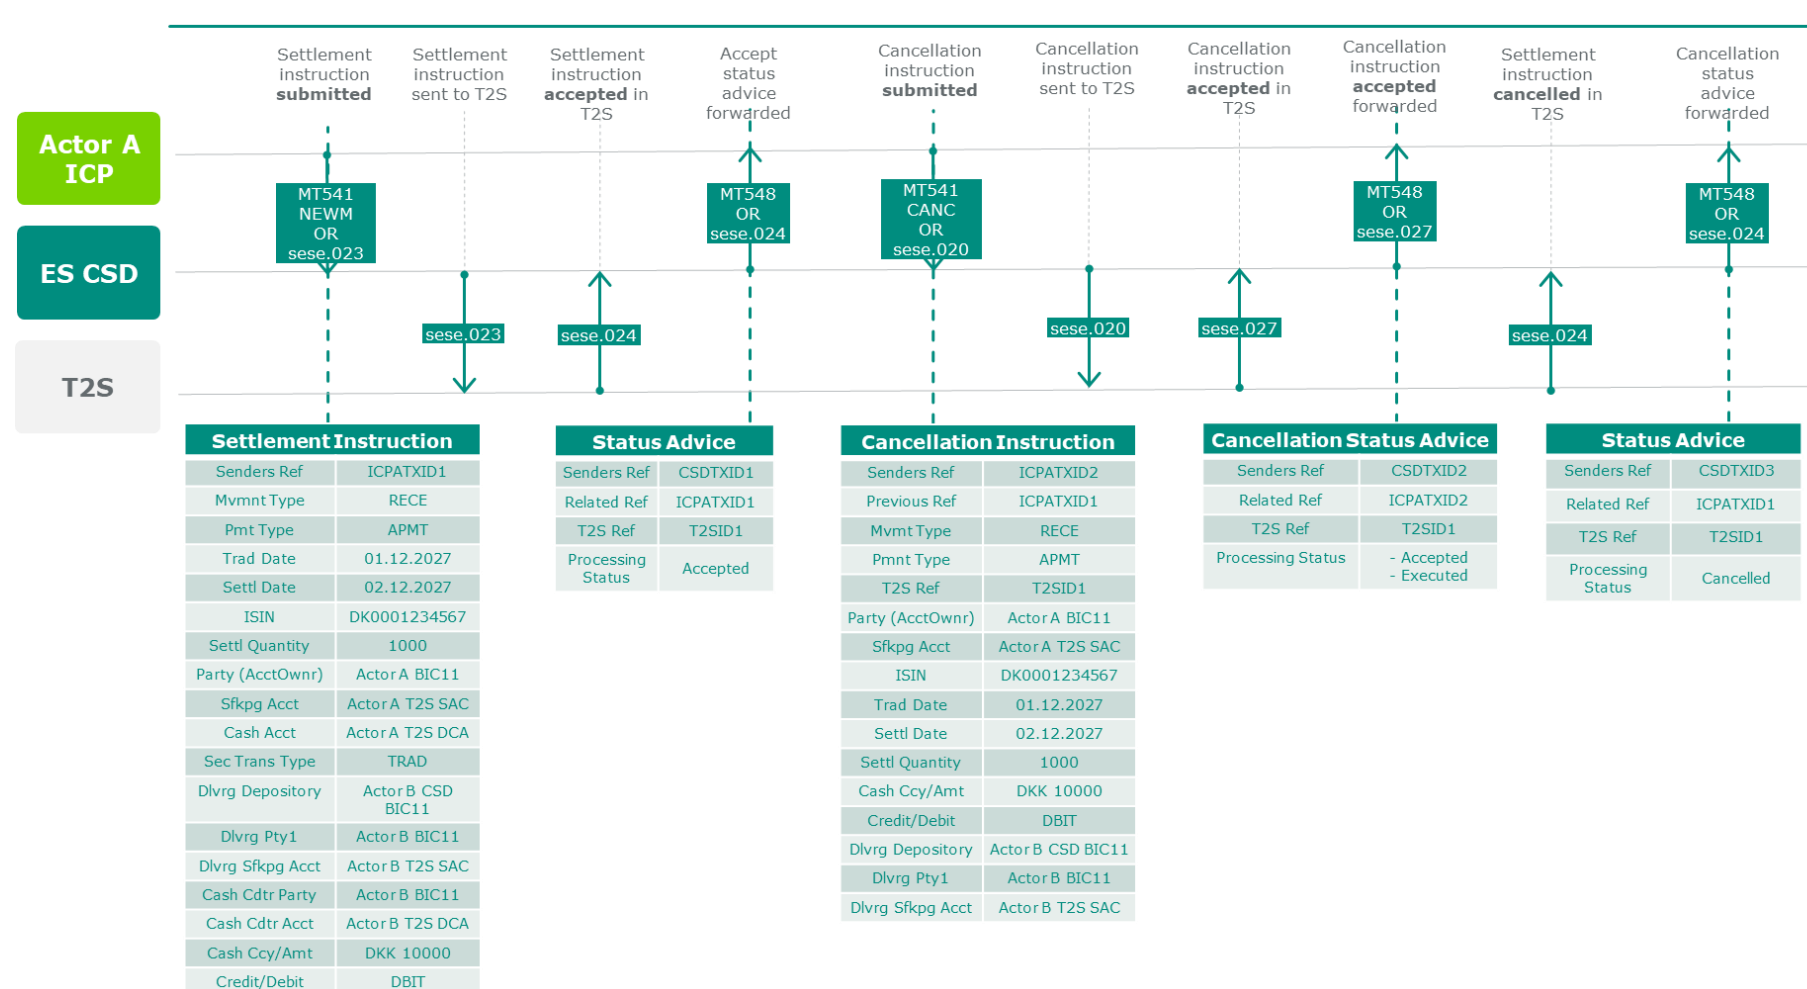 Settlement
instruction
submitted
Settlement
instruction
sent to T2S
Settlement
instruction
accepted in
T2S
Accept
status
advice
forwarded
Cancellation
instruction
submitted
Cancellation
instruction
sent to T2S
Cancellation
instruction
accepted in
T2S
Cancellation
instruction
accepted
forwarded
Settlement
instruction
cancelled in
T2S
Cancellation
status
advice
forwarded
Actor A
ICP
MT541
NEWM
OR
sese.023
MT548
OR
sese.024
MT541
CANC
OR
sese.020
MT548
OR
sese.027
MT548
OR
sese.024
ES CSD
sese.023
sese.024
sese.020
sese.027
sese.024
T2S
Settlement Instruction
Senders Ref ICPATXID1
Mvmnt Type RECE
Pmt Type APMT
Trad Date 01.12.2027
Settl Date 02.12.2027
ISIN DK0001234567
Settl Quantity 1000
Party (AcctOwnr) Actor A BIC11
Sfkpg Acct Actor A T2S SAC
Cash Acct Actor A T2S DCA
Sec Trans Type TRAD
Dlvrg Depository Actor B CSD
BIC11
Dlvrg Pty1 Actor B BIC11
Dlvrg Sfkpg Acct Actor B T2S SAC
Cash Cdtr Party Actor B BIC11
Cash Cdtr Acct Actor B T2S DCA
Cash Ccy/Amt DKK 10000
Credit/Debit DBIT
Status Advice
Senders Ref CSDTXID1
Related Ref ICPATXID1
T2S Ref T2SID1
Processing
Status Accepted
Cancellation Instruction
Senders Ref ICPATXID2
Previous Ref ICPATXID1
Mvmt Type RECE
Pmnt Type APMT
T2S Ref T2SID1
Party (AcctOwnr) Actor A BIC11
Sfkpg Acct Actor A T2S SAC
ISIN DK0001234567
Trad Date 01.12.2027
Settl Date 02.12.2027
Settl Quantity 1000
Cash Ccy/Amt DKK 10000
Credit/Debit DBIT
Dlvrg Depository Actor B CSD BIC11
Dlvrg Pty1 Actor B BIC11
Dlvrg Sfkpg Acct Actor B T2S SAC
Cancellation Status Advice
Senders Ref CSDTXID2
Related Ref ICPATXID2
T2S Ref T2SID1
Processing Status - Accepted
- Executed
Status Advice
Senders Ref CSDTXID3
Related Ref ICPATXID1
T2S Ref T2SID1
Processing
Status Cancelled